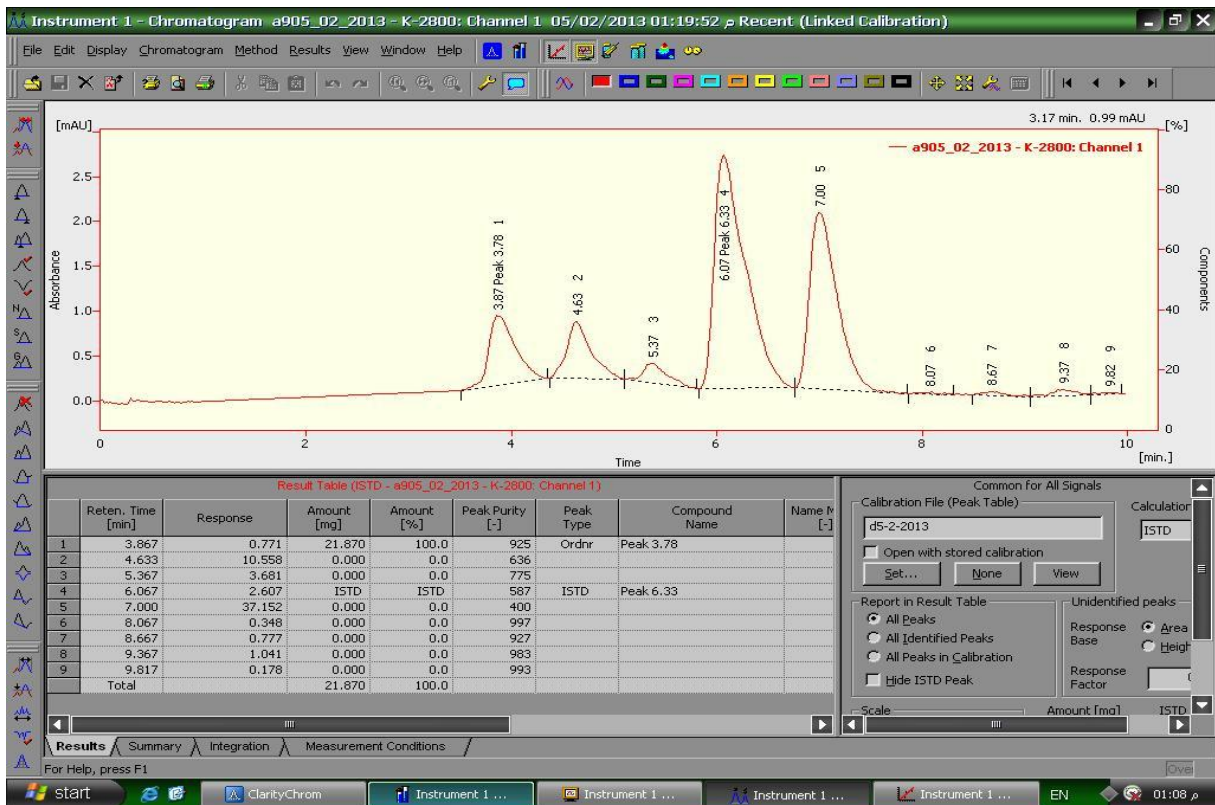 Instrument 1 - Chromatogram a905_02_2013 - K-2800: Channel 1 05/02/2013 01:19:52 م Recent (Linked Calibration)
File Edit Display Chromatogram Method Results View Window Help
3.17 min. 0.99 mAU
[mAU]
[%]
a905_02_2013 - K-2800: Channel 1
2.5
2.0
1.5
1.0
0.5
0.0
Absorbance
3.87 Peak 3.78 1
4.63 2
5.37 3
6.07 Peak 6.33 4
7.00 5
8.07 6
8.67 7
9.37 8
9.82 9
80
60
40
20
0
Components
0 2 4 6 8 10
Time
[min.]
Result Table (ISTD - a905_02_2013 - K-2800: Channel 1)
Reten. Time [min] Response Amount [mg] Amount [%] Peak Purity [-] Peak Type Compound Name Name M [-]
1 3.867 0.771 21.870 100.0 925 Ordnr Peak 3.78
2 4.633 10.558 0.000 0.0 636
3 5.367 3.681 0.000 0.0 775
4 6.067 2.607 ISTD ISTD 587 ISTD Peak 6.33
5 7.000 37.152 0.000 0.0 400
6 8.067 0.348 0.000 0.0 997
7 8.667 0.777 0.000 0.0 927
8 9.367 1.041 0.000 0.0 983
9 9.817 0.178 0.000 0.0 993
Total 21.870 100.0
Common for All Signals
Calibration File (Peak Table)
d5-2-2013
Open with stored calibration
Set... None View
Calculation
ISTD
Report in Result Table
All Peaks
All Identified Peaks
All Peaks in Calibration
Hide ISTD Peak
Unidentified peaks
Response Base
Area
Heigh
Response Factor
Scale
Amount [mg] ISTD
Results Summary Integration Measurement Conditions
For Help, press F1
Over
start ClarityChrom Instrument 1 ... Instrument 1 ... Instrument 1 ... Instrument 1 ... EN 01:08 م